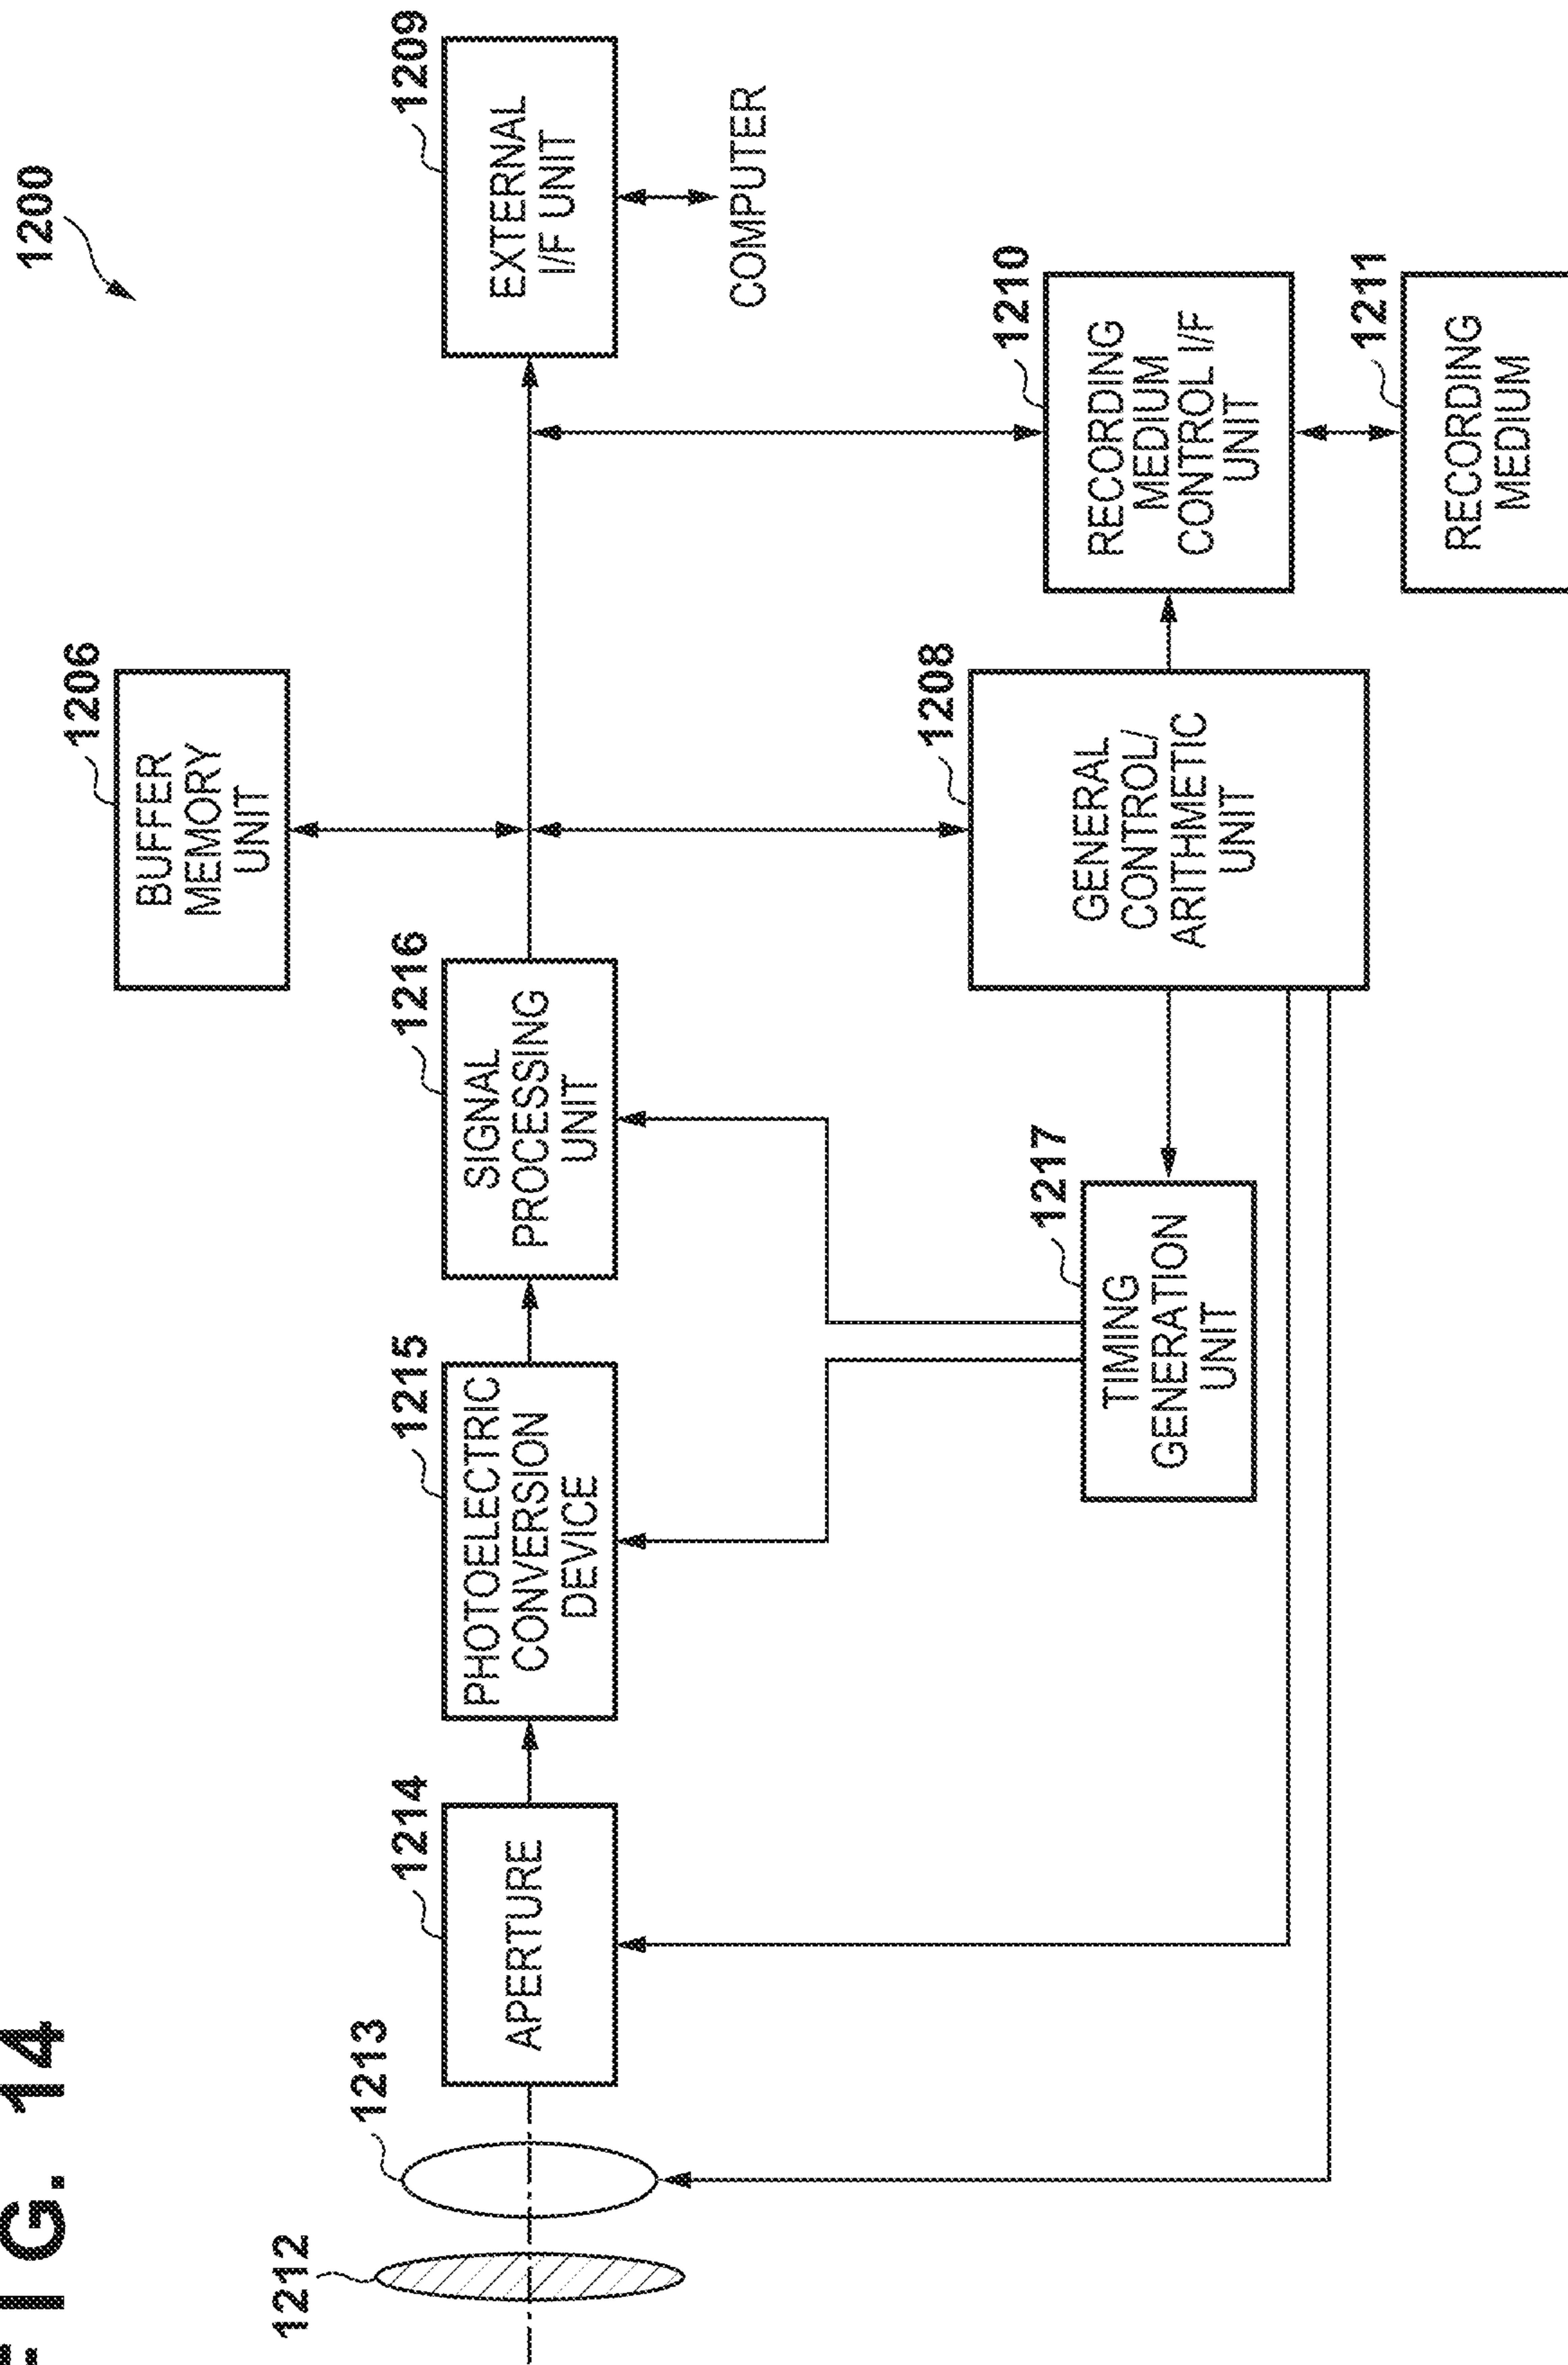 FIG. 14
1200
1206
BUFFER
MEMORY
UNIT
1212
1213
1214
APERTURE
1215
PHOTOELECTRIC
CONVERSION
DEVICE
1216
SIGNAL
PROCESSING
UNIT
1209
EXTERNAL
I/F UNIT
COMPUTER
1217
TIMING
GENERATION
UNIT
1208
GENERAL
CONTROL/
ARITHMETIC
UNIT
1210
RECORDING
MEDIUM
CONTROL I/F
UNIT
1211
RECORDING
MEDIUM